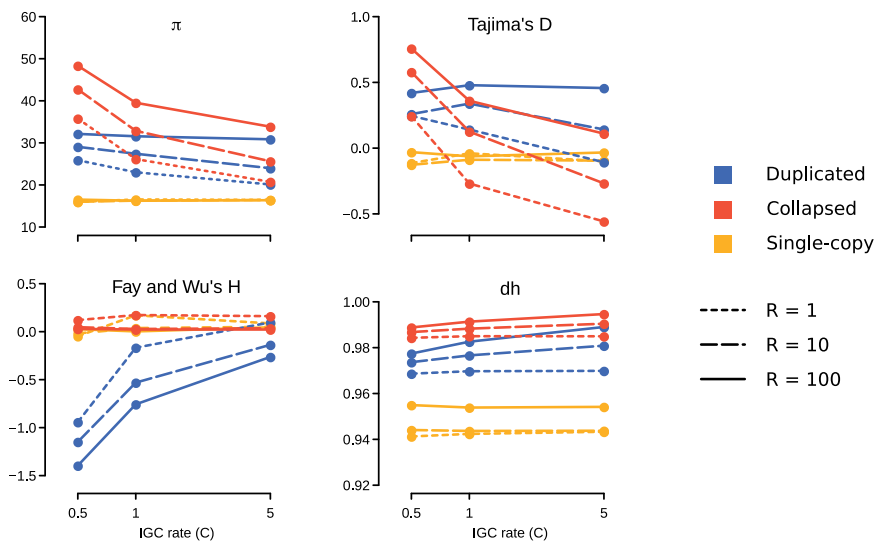 π
60
50
40
30
20
10
Tajima's D
1.0
0.5
0.0
−0.5
Duplicated
Collapsed
Single-copy
Fay and Wu's H
0.5
0.0
−0.5
−1.0
−1.5
0.5 1 5
IGC rate (C)
dh
1.00
0.98
0.96
0.94
0.92
0.5 1 5
IGC rate (C)
R = 1
R = 10
R = 100